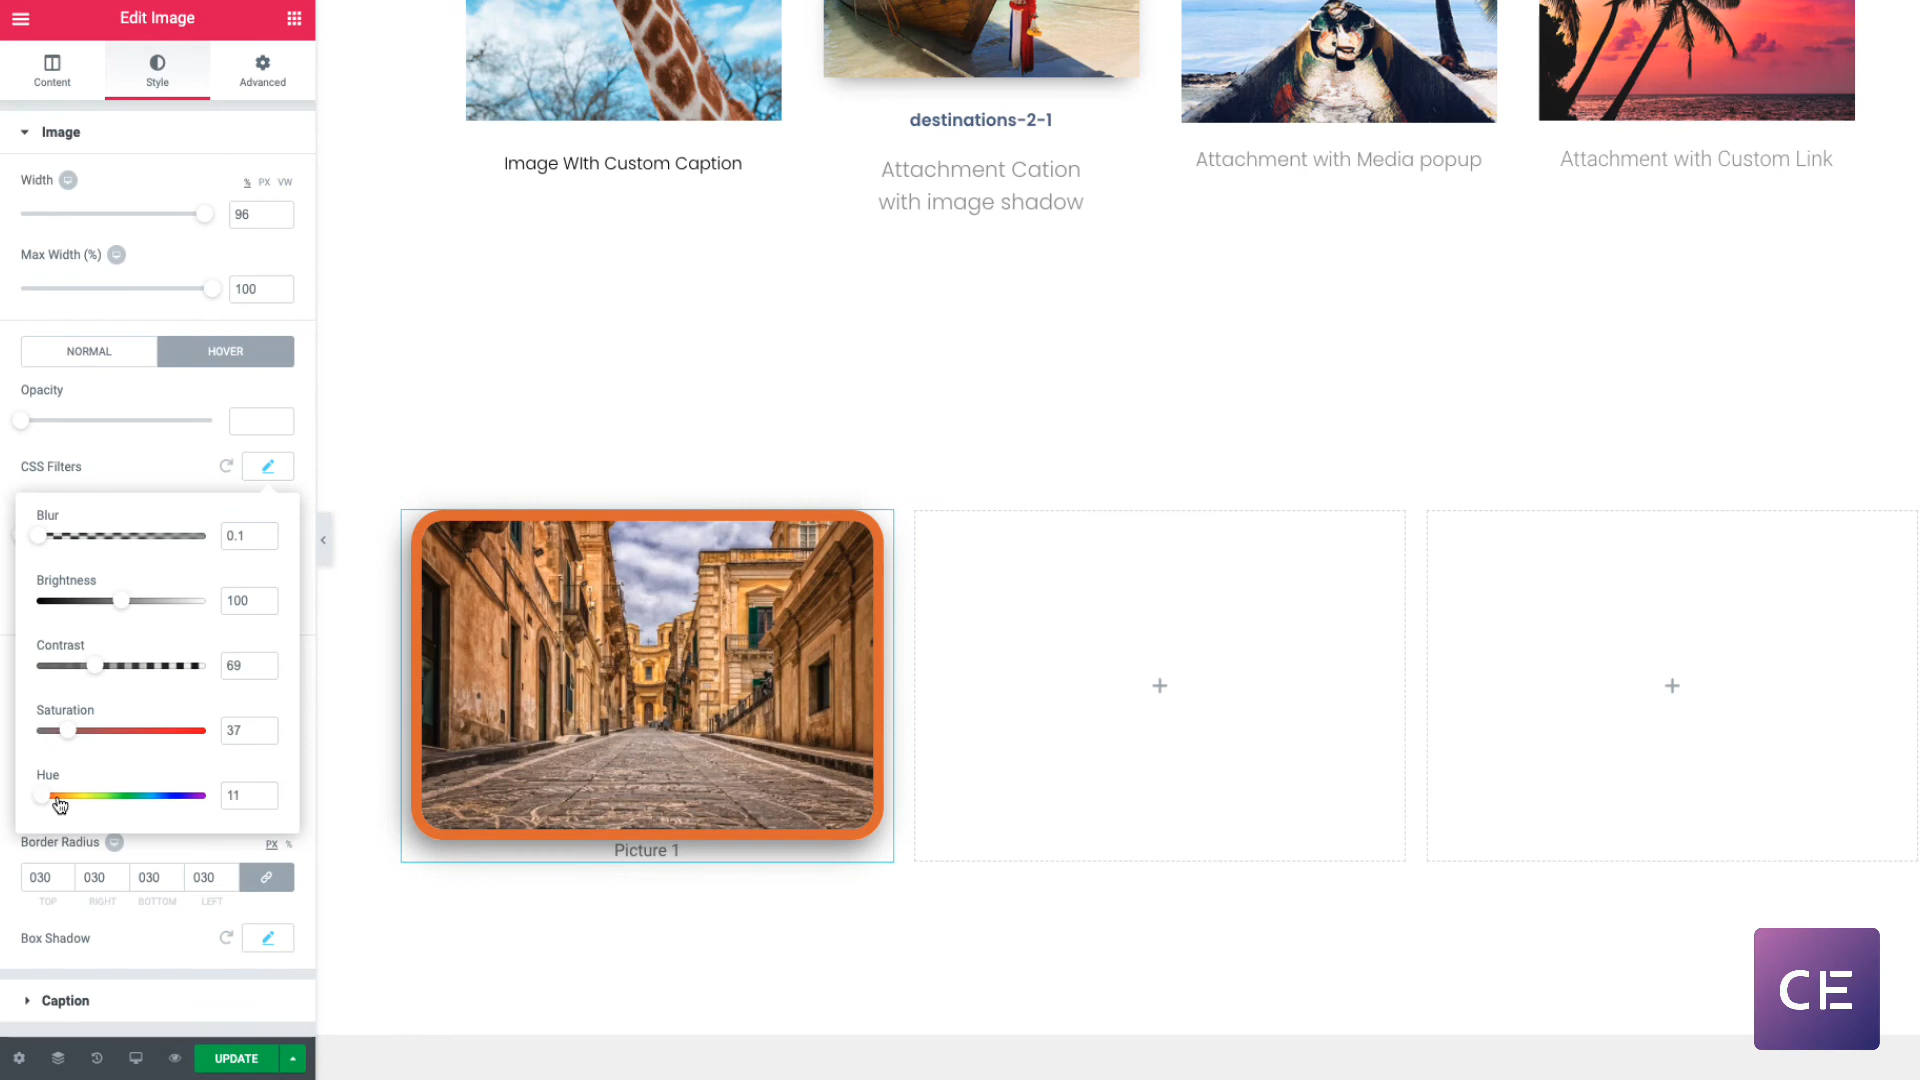 Edit Image
Content
Style
Advanced
Image
Width
% PX VW
96
Max Width (%)
100
NORMAL
HOVER
Opacity
CSS Filters
Blur
0.1
Brightness
100
Contrast
69
Saturation
37
Hue
11
Border Radius
PX %
030 030 030 030
TOP RIGHT BOTTOM LEFT
Box Shadow
Caption
UPDATE
Image WIth Custom Caption
destinations-2-1
Attachment Cation
with image shadow
Attachment with Media popup
Attachment with Custom Link
Picture 1
CE